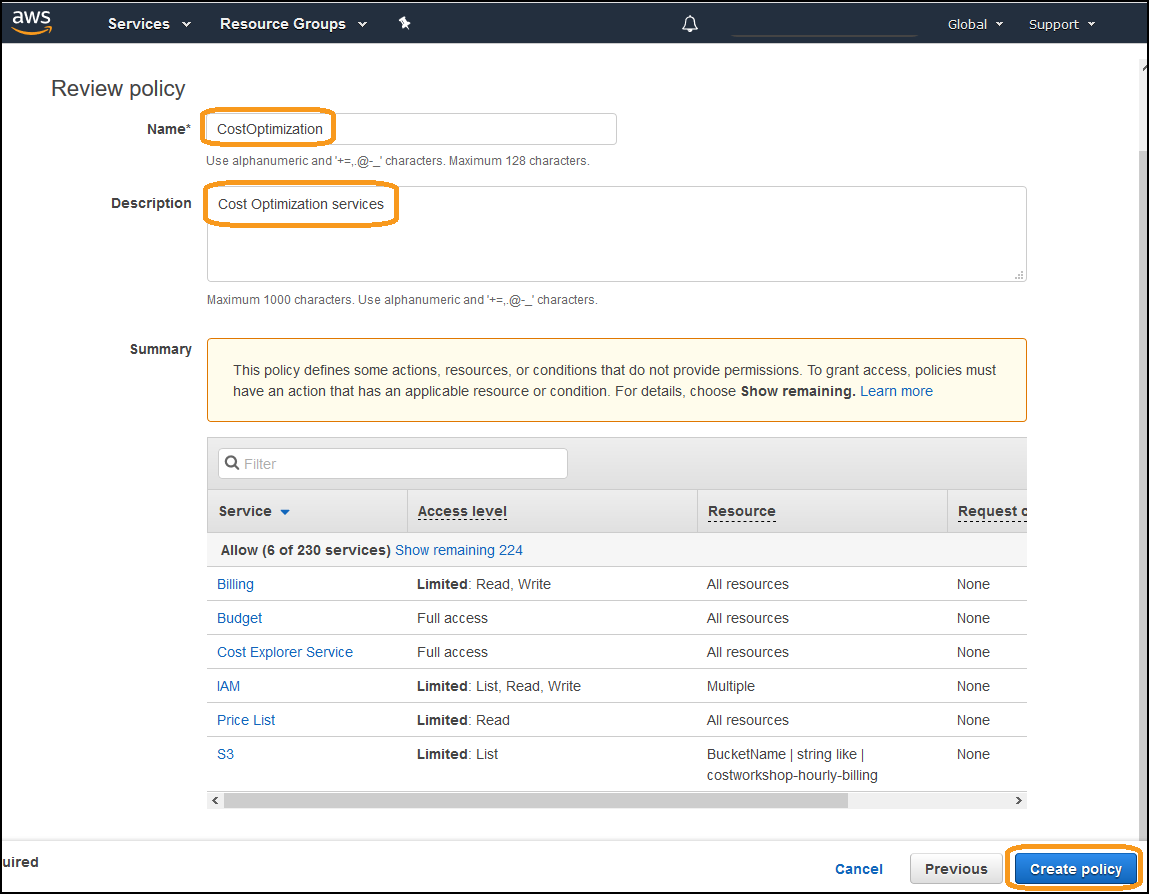 aws Services Resource Groups Global Support
Review policy
Name* CostOptimization
Use alphanumeric and '+=,.@-_' characters. Maximum 128 characters.
Description Cost Optimization services
Maximum 1000 characters. Use alphanumeric and '+=,.@-_' characters.
Summary
This policy defines some actions, resources, or conditions that do not provide permissions. To grant access, policies must
have an action that has an applicable resource or condition. For details, choose Show remaining. Learn more
Filter
Service Access level Resource Request c
Allow (6 of 230 services) Show remaining 224
Billing Limited: Read, Write All resources None
Budget Full access All resources None
Cost Explorer Service Full access All resources None
IAM Limited: List, Read, Write Multiple None
Price List Limited: Read All resources None
S3 Limited: List BucketName | string like | None
costworkshop-hourly-billing
uired
Cancel Previous Create policy